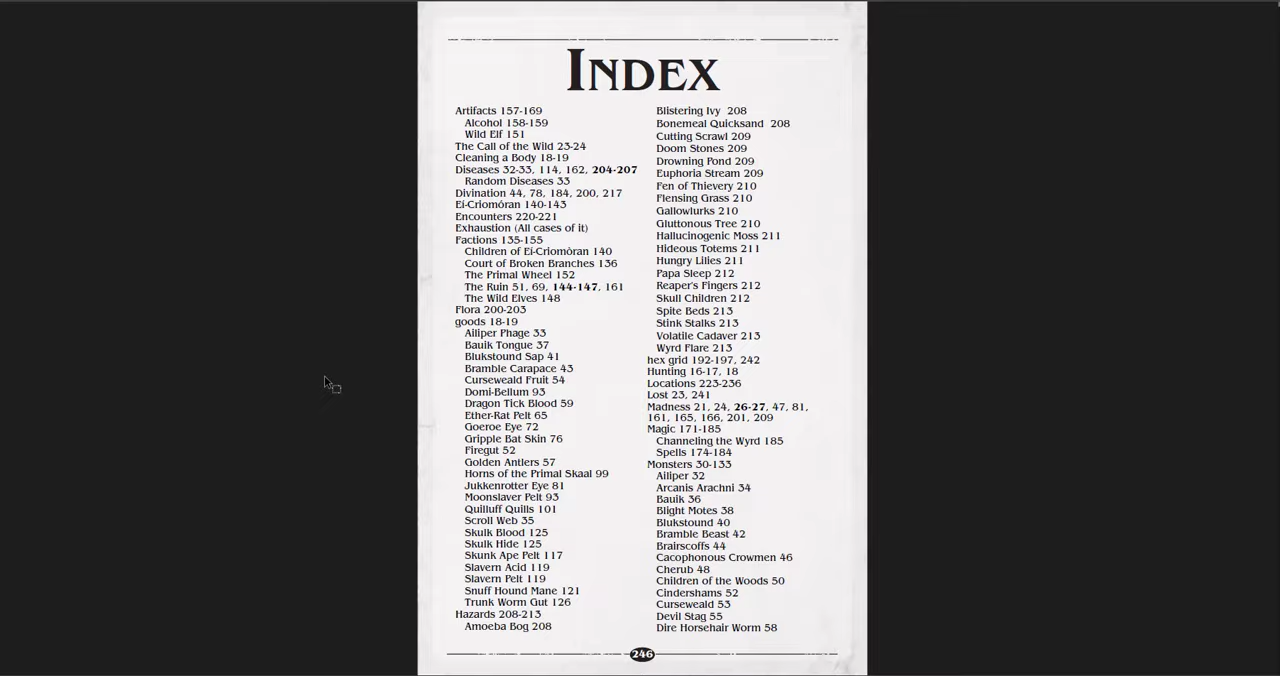 INDEX
Artifacts 157-169
Alcohol 158-159
Wild Elf 151
The Call of the Wild 23-24
Cleaning a Body 18-19
Diseases 32-33, 114, 162, 204-207
Random Diseases 33
Divination 44, 78, 184, 200, 217
Eí-Criomóran 140-143
Encounters 220-221
Exhaustion (All cases of it)
Factions 135-155
Children of Eí-Criomòran 140
Court of Broken Branches 136
The Primal Wheel 152
The Ruin 51, 69, 144-147, 161
The Wild Elves 148
Flora 200-203
goods 18-19
Ailiper Phage 33
Bauik Tongue 37
Blukstound Sap 41
Bramble Carapace 43
Curseweald Fruit 54
Domi-Bellum 93
Dragon Tick Blood 59
Ether-Rat Pelt 65
Goeroe Eye 72
Gripple Bat Skin 76
Firegut 52
Golden Antlers 57
Horns of the Primal Skaal 99
Jukkenrotter Eye 81
Moonslaver Pelt 93
Quilluff Quills 101
Scroll Web 35
Skulk Blood 125
Skulk Hide 125
Skunk Ape Pelt 117
Slavern Acid 119
Slavern Pelt 119
Snuff Hound Mane 121
Trunk Worm Gut 126
Hazards 208-213
Amoeba Bog 208
Blistering Ivy 208
Bonemeal Quicksand 208
Cutting Scrawl 209
Doom Stones 209
Drowning Pond 209
Euphoria Stream 209
Fen of Thievery 210
Flensing Grass 210
Gallowlurks 210
Gluttonous Tree 210
Hallucinogenic Moss 211
Hideous Totems 211
Hungry Lilies 211
Papa Sleep 212
Reaper's Fingers 212
Skull Children 212
Spite Beds 213
Stink Stalks 213
Volatile Cadaver 213
Wyrd Flare 213
hex grid 192-197, 242
Hunting 16-17, 18
Locations 223-236
Lost 23, 241
Madness 21, 24, 26-27, 47, 81,
161, 165, 166, 201, 209
Magic 171-185
Channeling the Wyrd 185
Spells 174-184
Monsters 30-133
Ailiper 32
Arcanis Arachni 34
Bauik 36
Blight Motes 38
Blukstound 40
Bramble Beast 42
Brairscoffs 44
Cacophonous Crowmen 46
Cherub 48
Children of the Woods 50
Cindershams 52
Curseweald 53
Devil Stag 55
Dire Horsehair Worm 58
246